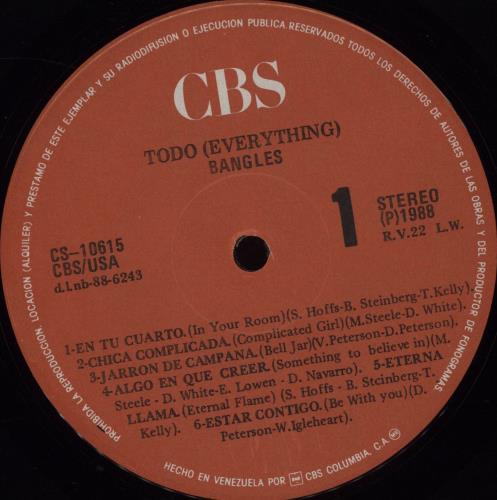 PROHIBIDA LA REPRODUCCION, LOCACION (ALQUILER) Y PRESTAMO DE ESTE EJEMPLAR Y SU RADIODIFUSION O EJECUCION PUBLICA RESERVADOS TODOS LOS DERECHOS DE AUTORES DE LAS OBRAS Y DEL PRODUCTOR DE FONOGRAMAS
CBS
TODO (EVERYTHING)
BANGLES
CS-10615
CBS/USA
d.Lnb-88-6243
1
STEREO
(P)1988
R.V.22 L.W.
1-EN TU CUARTO.(In Your Room)(S. Hoffs-B. Steinberg-T.Kelly).
2-CHICA COMPLICADA.(Complicated Girl)(M.Steele-D. White).
3-JARRON DE CAMPANA.(Bell Jar)(V.Peterson-D.Peterson).
4-ALGO EN QUE CREER.(Something to believe in)(M.
Steele - D. White-E. Lowen - D. Navarro). 5-ETERNA
LLAMA.(Eternal Flame) (S. Hoffs - B. Steinberg-T.
Kelly). 6-ESTAR CONTIGO.(Be With you)(D.
Peterson-W.Igleheart).
HECHO EN VENEZUELA POR CBS COLUMBIA, C.A.